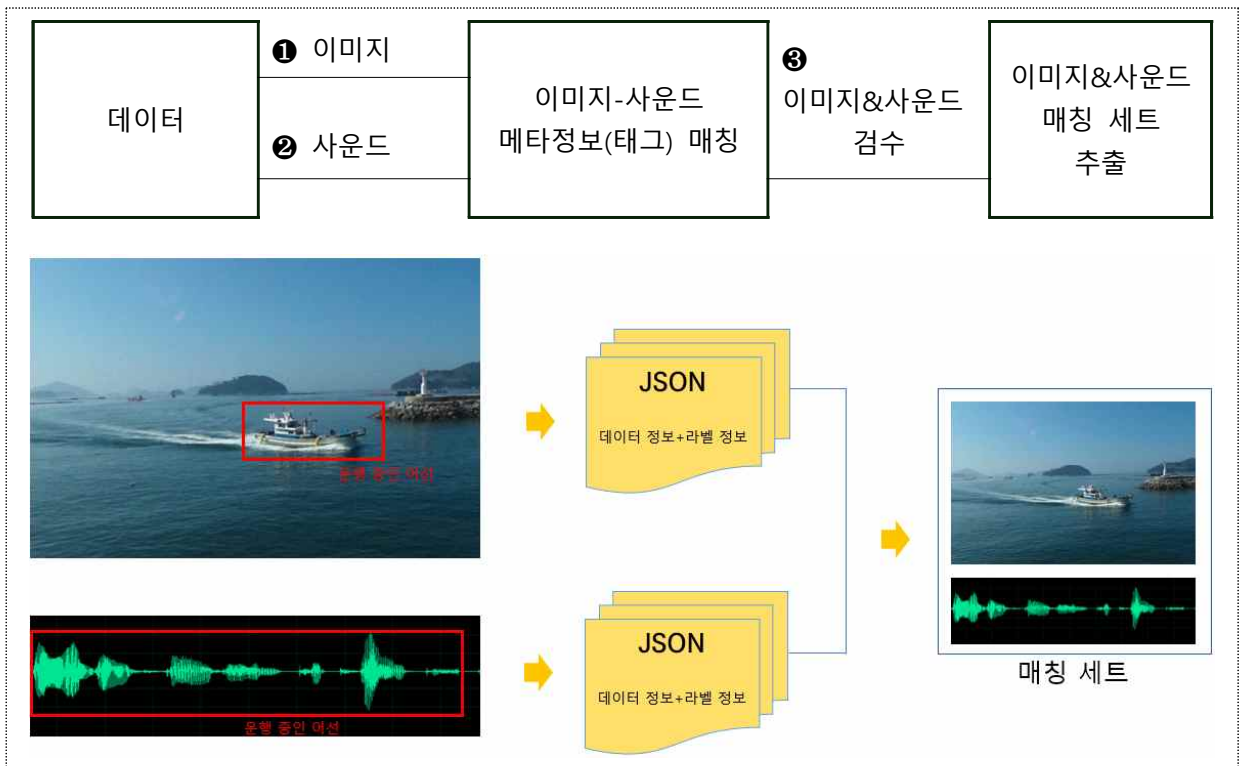 데이터
❶ 이미지
❷ 사운드
이미지-사운드
메타정보(태그) 매칭
❸
이미지&사운드
검수
이미지&사운드
매칭 세트
추출
운행 중인 어선
JSON
데이터 정보+라벨 정보
운행 중인 어선
JSON
데이터 정보+라벨 정보
매칭 세트